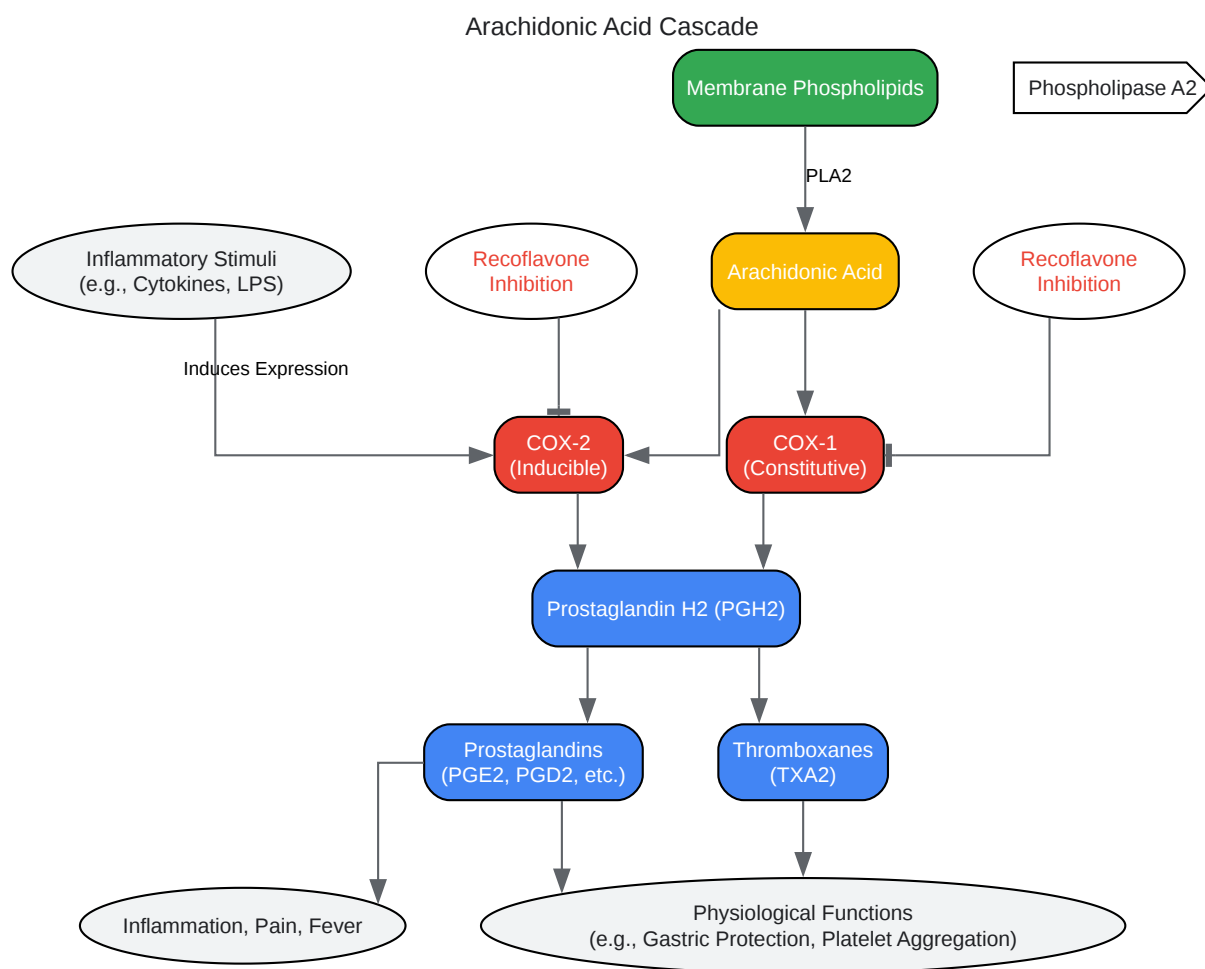 Arachidonic Acid Cascade
Membrane Phospholipids
Phospholipase A2
PLA2
Inflammatory Stimuli
(e.g., Cytokines, LPS)
Recoflavone
Inhibition
Arachidonic Acid
Recoflavone
Inhibition
Induces Expression
COX-2
(Inducible)
COX-1
(Constitutive)
Prostaglandin H2 (PGH2)
Prostaglandins
(PGE2, PGD2, etc.)
Thromboxanes
(TXA2)
Inflammation, Pain, Fever
Physiological Functions
(e.g., Gastric Protection, Platelet Aggregation)